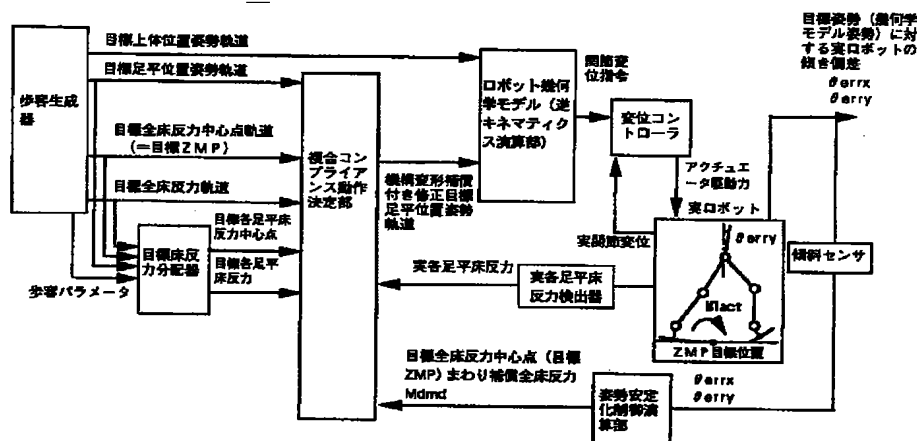 目標上体位置姿勢軌道
目標足平位置姿勢軌道
歩容生成
器
目標全床反力中心点軌道
(=目標ZMP)
目標全床反力軌道
歩容パラメータ
目標床反
力分配器
目標各足平床
反力中心点
目標各足平
床反力
複合コン
プライア
ンス動作
決定部
機構変形補償
付き修正目標
足平位置姿勢
軌道
ロボット幾何
学モデル(逆
キネマティク
ス演算部)
関節変
位指令
変位コン
トローラ
アクチュエ
ータ駆動力
実ロボット
実関節変位
θerry
Mact
ZMP目標位置
目標姿勢(幾何学
モデル姿勢)に対
する実ロボットの
傾き偏差
θerrx
θerry
傾斜センサ
実各足平床反力
実各足平床
反力検出器
目標全床反力中心点(目標
ZMP)まわり補償全床反力
Mdmd
姿勢安定
化制御演
算部
θerrx
θerry